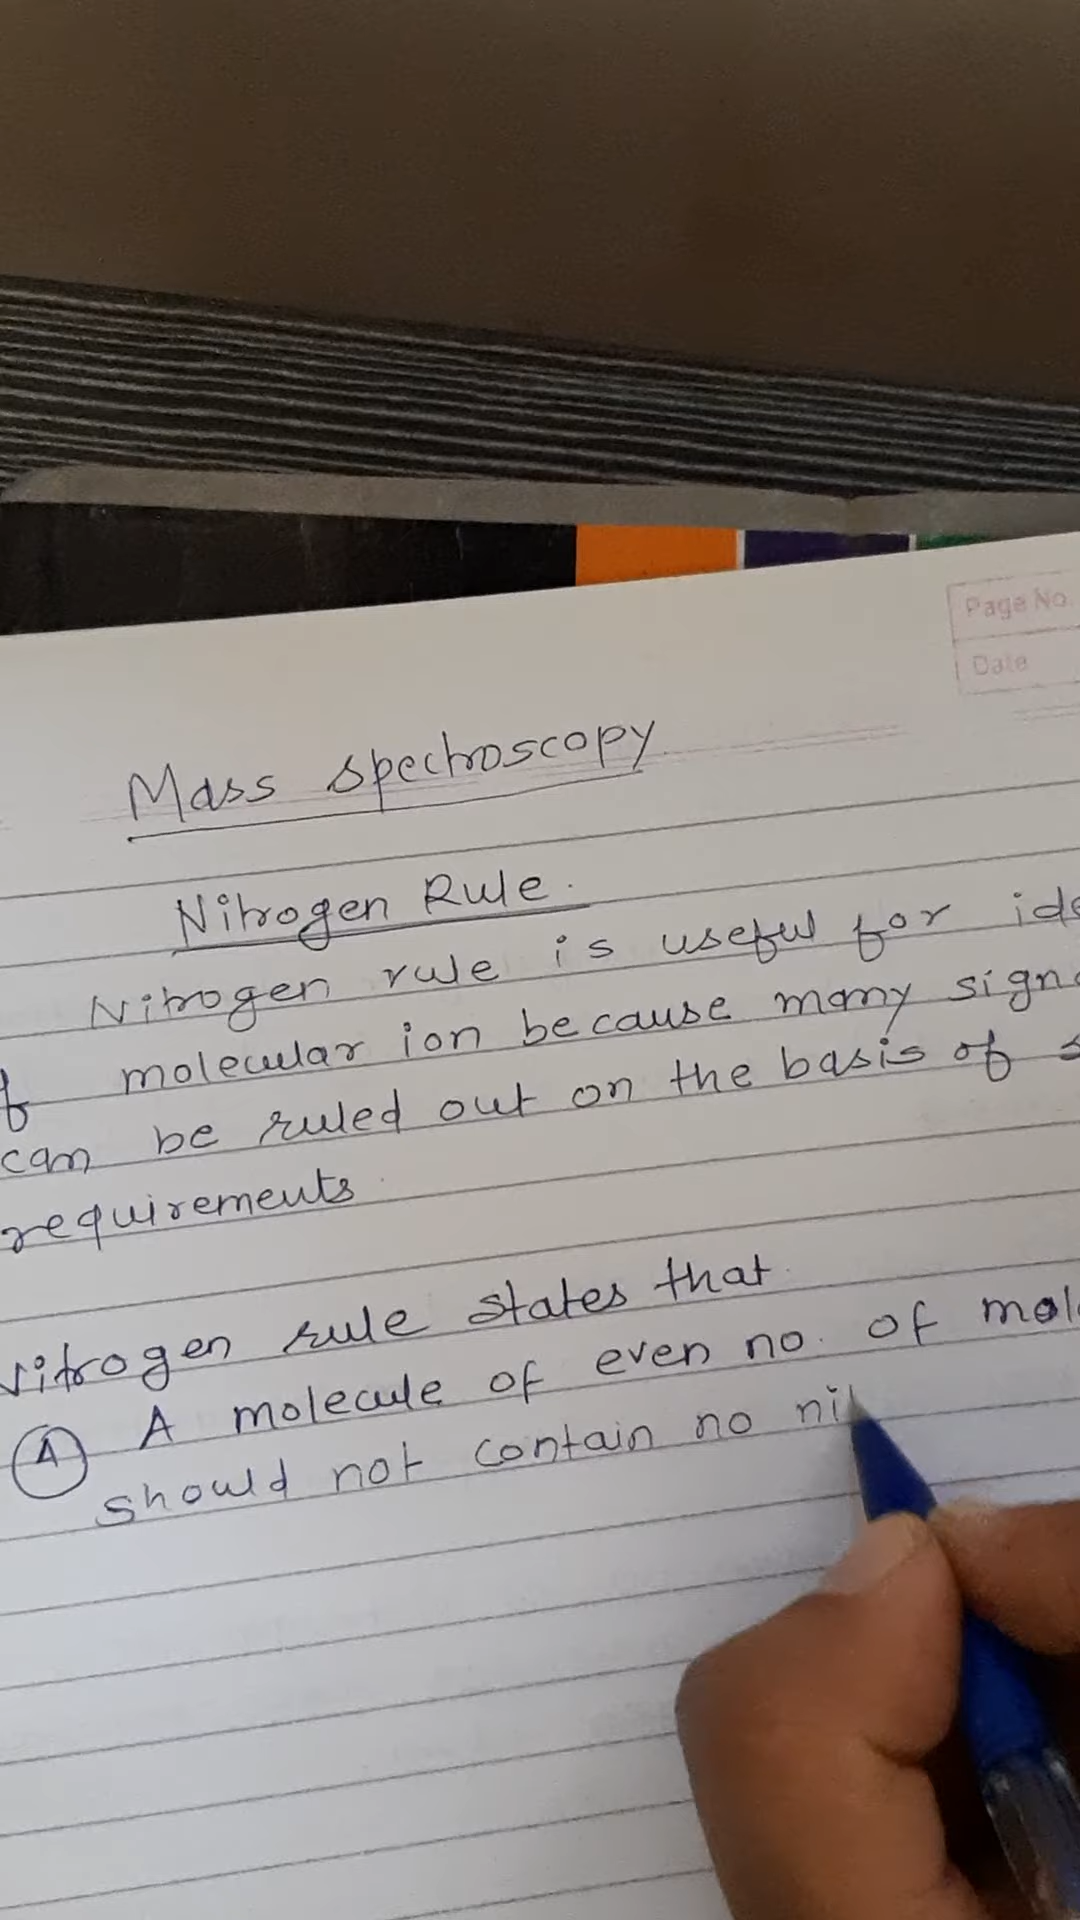 Page No.
Date
Mass spectroscopy
Nitrogen Rule.
Nitrogen rule is useful for
molecular ion because many
can be ruled out on the basis of
requirements
Nitrogen rule states that
A A molecule of even no. of
should not contain no